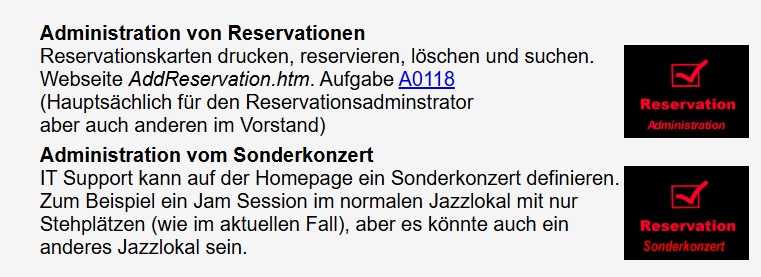 Administration von Reservationen
Reservationskarten drucken, reservieren, löschen und suchen.
Webseite AddReservation.htm. Aufgabe A0118
(Hauptsächlich für den Reservationsadminstrator
aber auch anderen im Vorstand)
Reservation
Administration
Administration vom Sonderkonzert
IT Support kann auf der Homepage ein Sonderkonzert definieren.
Zum Beispiel ein Jam Session im normalen Jazzlokal mit nur
Stehplätzen (wie im aktuellen Fall), aber es könnte auch ein
anderes Jazzlokal sein.
Reservation
Sonderkonzert